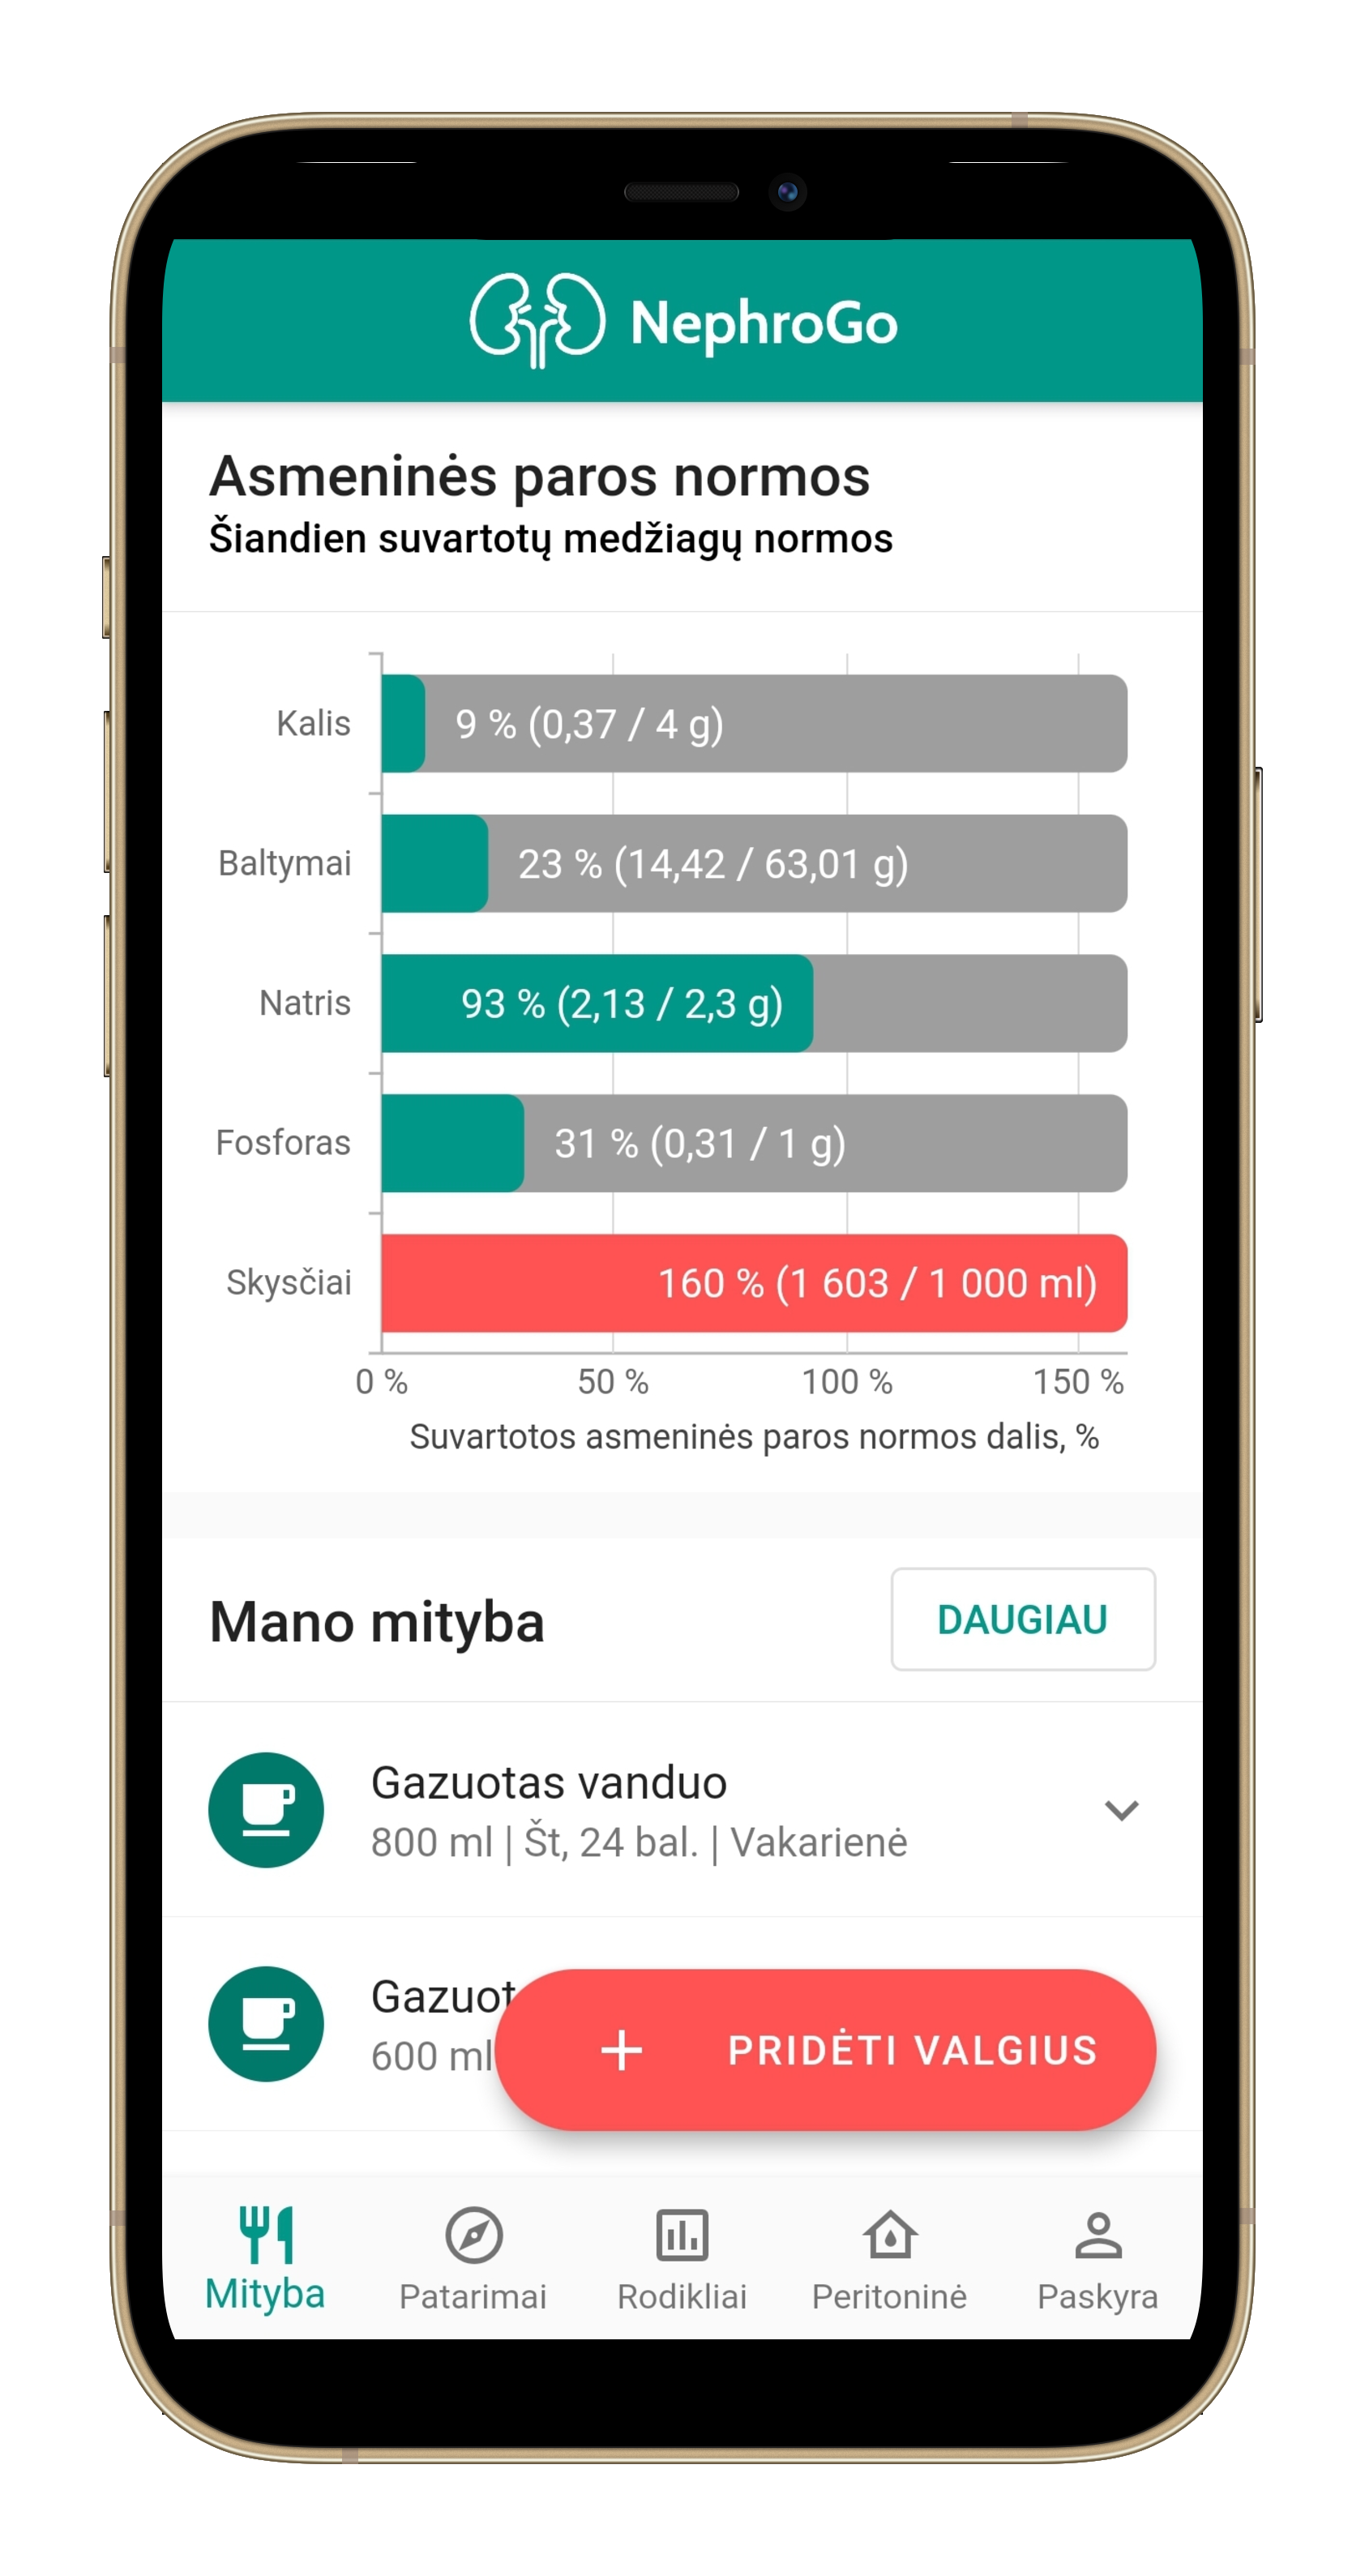 NephroGo
Asmeninės paros normos
Šiandien suvartotų medžiagų normos
Kalis 9 % (0,37 / 4 g)
Baltymai 23 % (14,42 / 63,01 g)
Natris 93 % (2,13 / 2,3 g)
Fosforas 31 % (0,31 / 1 g)
Skysčiai 160 % (1 603 / 1 000 ml)
0 % 50 % 100 % 150 %
Suvartotos asmeninės paros normos dalis, %
Mano mityba DAUGIAU
Gazuotas vanduo
800 ml | Št, 24 bal. | Vakarienė
600 ml
+ PRIDĖTI VALGIUS
Mityba Patarimai Rodikliai Peritoninė Paskyra